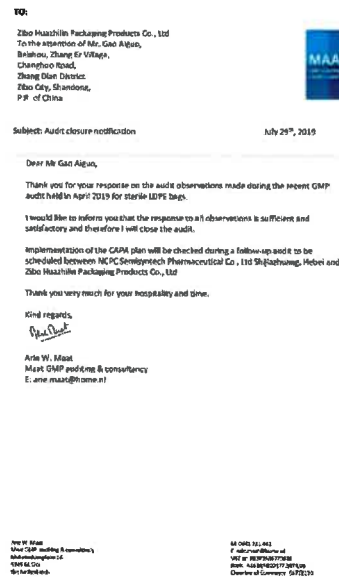 TO:
Zibo Huazhilin Packaging Products Co., Ltd
To the attention of Mr. Gao Aiguo,
Beishou, Zhang Er Village,
Changhoo Road,
Zhang Dian District
Zibo City, Shandong,
P.R. of China
MAA
Subject: Audit closure notification July 29th, 2019
Dear Mr Gao Aiguo,
Thank you for your response on the audit observations made during the recent GMP
audit held in April 2019 for sterile LDPE bags.
I would like to inform you that the response to all observations is sufficient and
satisfactory and therefore I will close the audit.
Implementation of the CAPA plan will be checked during a follow-up audit to be
scheduled between NCPC Semisyntech Pharmaceutical Co., Ltd Shijiazhuang, Hebei and
Zibo Huazhilin Packaging Products Co., Ltd
Thank you very much for your hospitality and time.
Kind regards,
Arie W. Maat
Maat GMP auditing & consultancy
E: arie.maat@home.nl
Arie W. Maat
Maat GMP auditing & consultancy